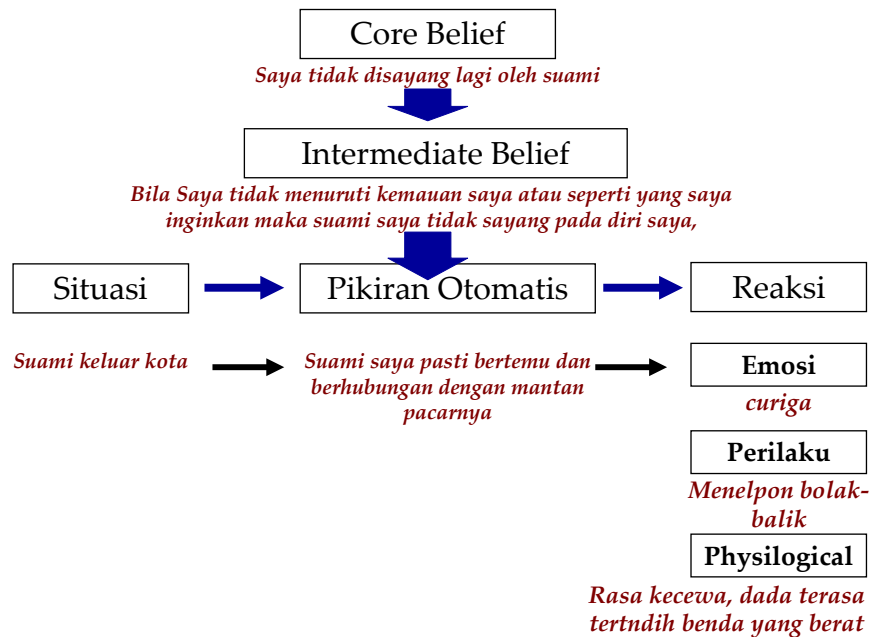 Core Belief
Saya tidak disayang lagi oleh suami
Intermediate Belief
Bila Saya tidak menuruti kemauan saya atau seperti yang saya
inginkan maka suami saya tidak sayang pada diri saya,
Situasi
Pikiran Otomatis
Reaksi
Suami keluar kota
Suami saya pasti bertemu dan
berhubungan dengan mantan
pacarnya
Emosi
curiga
Perilaku
Menelpon bolak-
balik
Physilogical
Rasa kecewa, dada terasa
tertndih benda yang berat